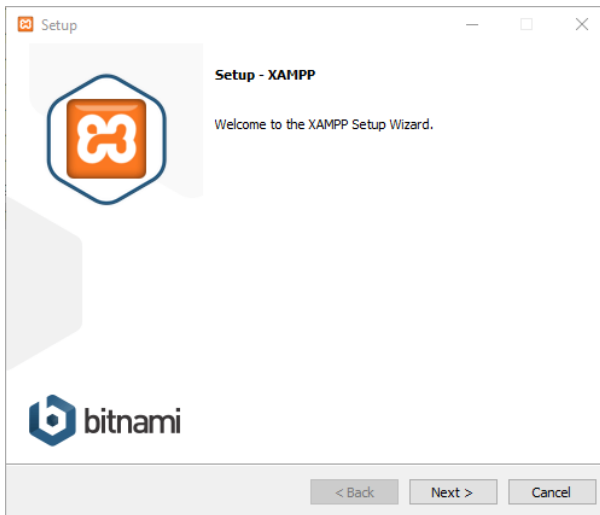 Setup
Setup - XAMPP
Welcome to the XAMPP Setup Wizard.
bitnami
< Back
Next >
Cancel